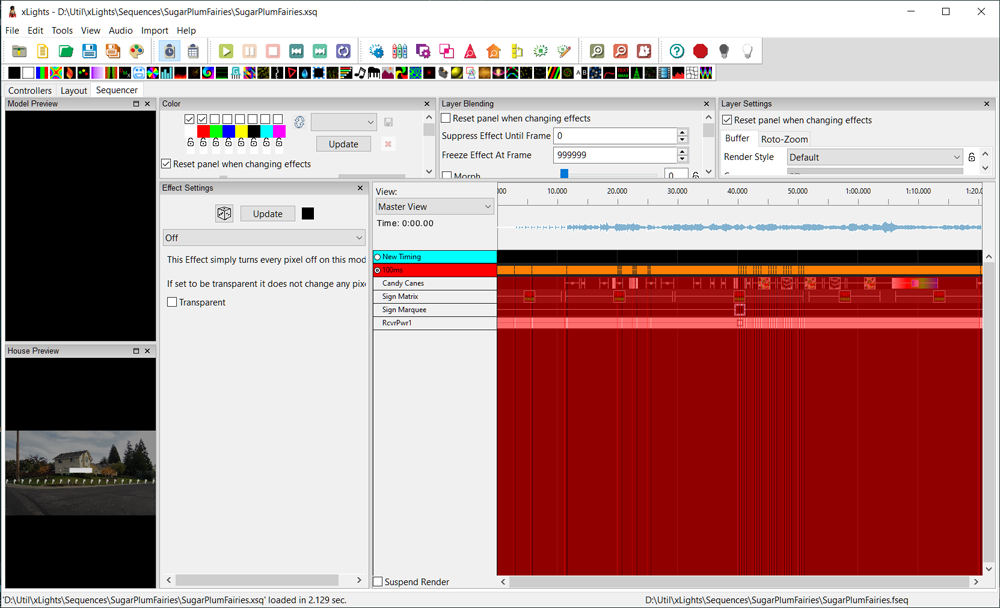 xLights - D:\Util\xLights\Sequences\SugarPlumFairies\SugarPlumFairies.xsq
File Edit Tools View Audio Import Help
Controllers Layout Sequencer
Model Preview
Color
Layer Blending
Layer Settings
Reset panel when changing effects
Reset panel when changing effects
Suppress Effect Until Frame 0
Buffer Roto-Zoom
Update
Freeze Effect At Frame 999999
Render Style Default
Reset panel when changing effects
Morph 0
Effect Settings
Update
Off
This Effect simply turns every pixel off on this mod
If set to be transparent it does not change any pixe
Transparent
View:
Master View
Time: 0:00.00
000 10.000 20.000 30.000 40.000 50.000 1:00.000 1:10.000 1:20.0
New Timing
100ms
Candy Canes
Sign Matrix
Sign Marquee
RcvrPwr1
House Preview
Suspend Render
'D:\Util\xLights\Sequences\SugarPlumFairies\SugarPlumFairies.xsq' loaded in 2.129 sec.
D:\Util\xLights\Sequences\SugarPlumFairies\SugarPlumFairies.fseq